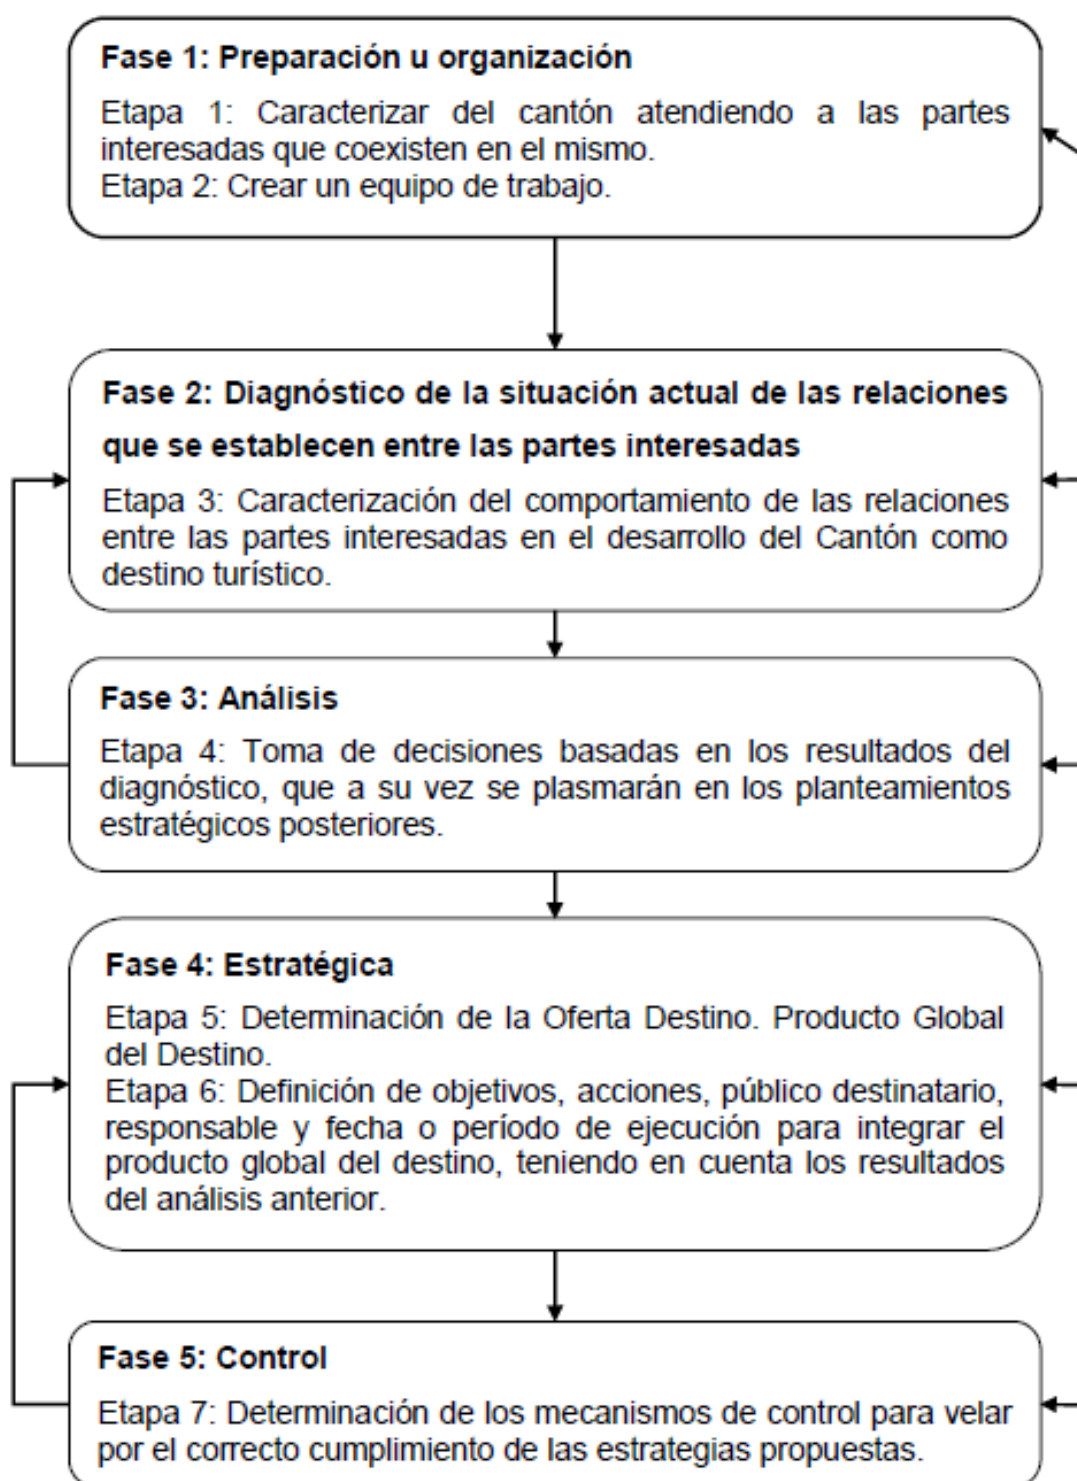 Fase 1: Preparación u organización
Etapa 1: Caracterizar del cantón atendiendo a las partes
interesadas que coexisten en el mismo.
Etapa 2: Crear un equipo de trabajo.
Fase 2: Diagnóstico de la situación actual de las relaciones
que se establecen entre las partes interesadas
Etapa 3: Caracterización del comportamiento de las relaciones
entre las partes interesadas en el desarrollo del Cantón como
destino turístico.
Fase 3: Análisis
Etapa 4: Toma de decisiones basadas en los resultados del
diagnóstico, que a su vez se plasmarán en los planteamientos
estratégicos posteriores.
Fase 4: Estratégica
Etapa 5: Determinación de la Oferta Destino. Producto Global
del Destino.
Etapa 6: Definición de objetivos, acciones, público destinatario,
responsable y fecha o período de ejecución para integrar el
producto global del destino, teniendo en cuenta los resultados
del análisis anterior.
Fase 5: Control
Etapa 7: Determinación de los mecanismos de control para velar
por el correcto cumplimiento de las estrategias propuestas.